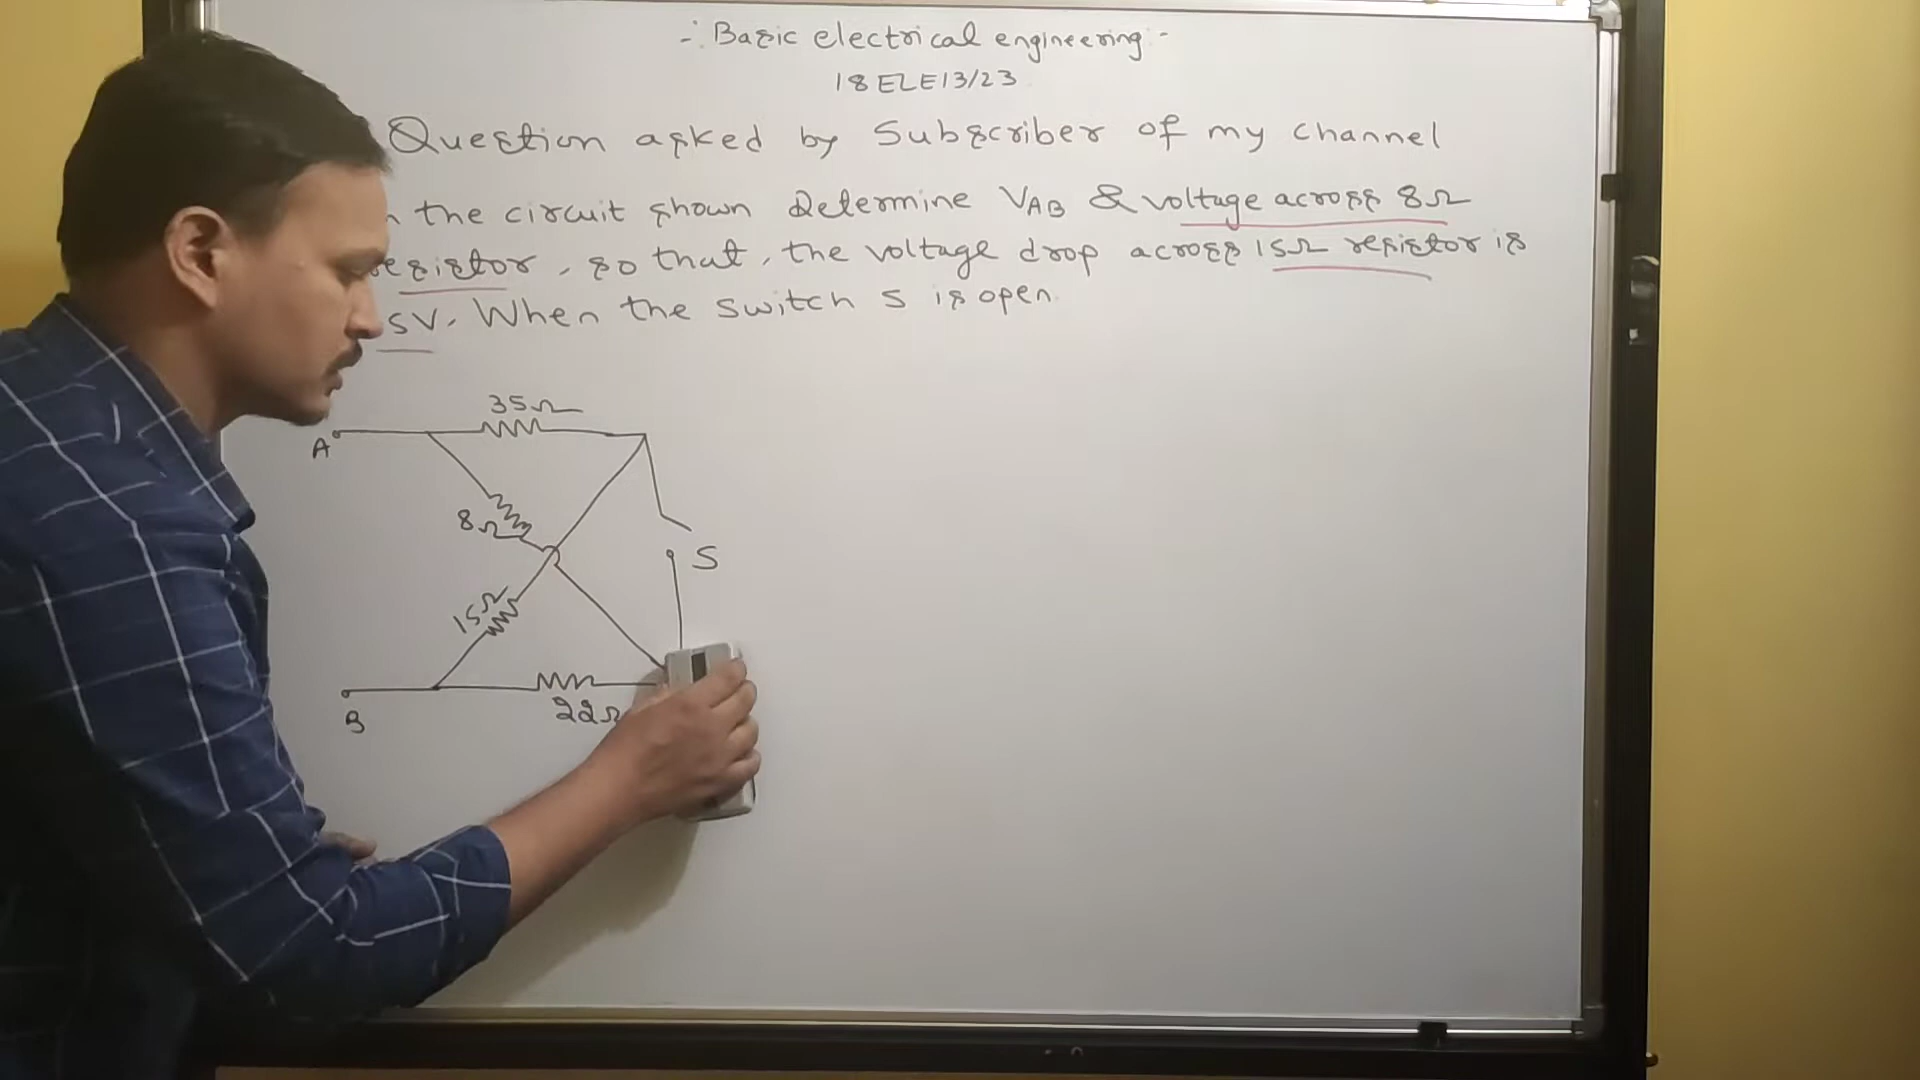 -: Basic electrical engineering :-
18ELE13/23
Question asked by Subscriber of my channel
the circuit shown Determine VAB & voltage across 8Ω
resistor, so that, the voltage drop across 15Ω resistor is
5V. When the switch S is open.
35Ω
A
8Ω
S
15Ω
22Ω
B